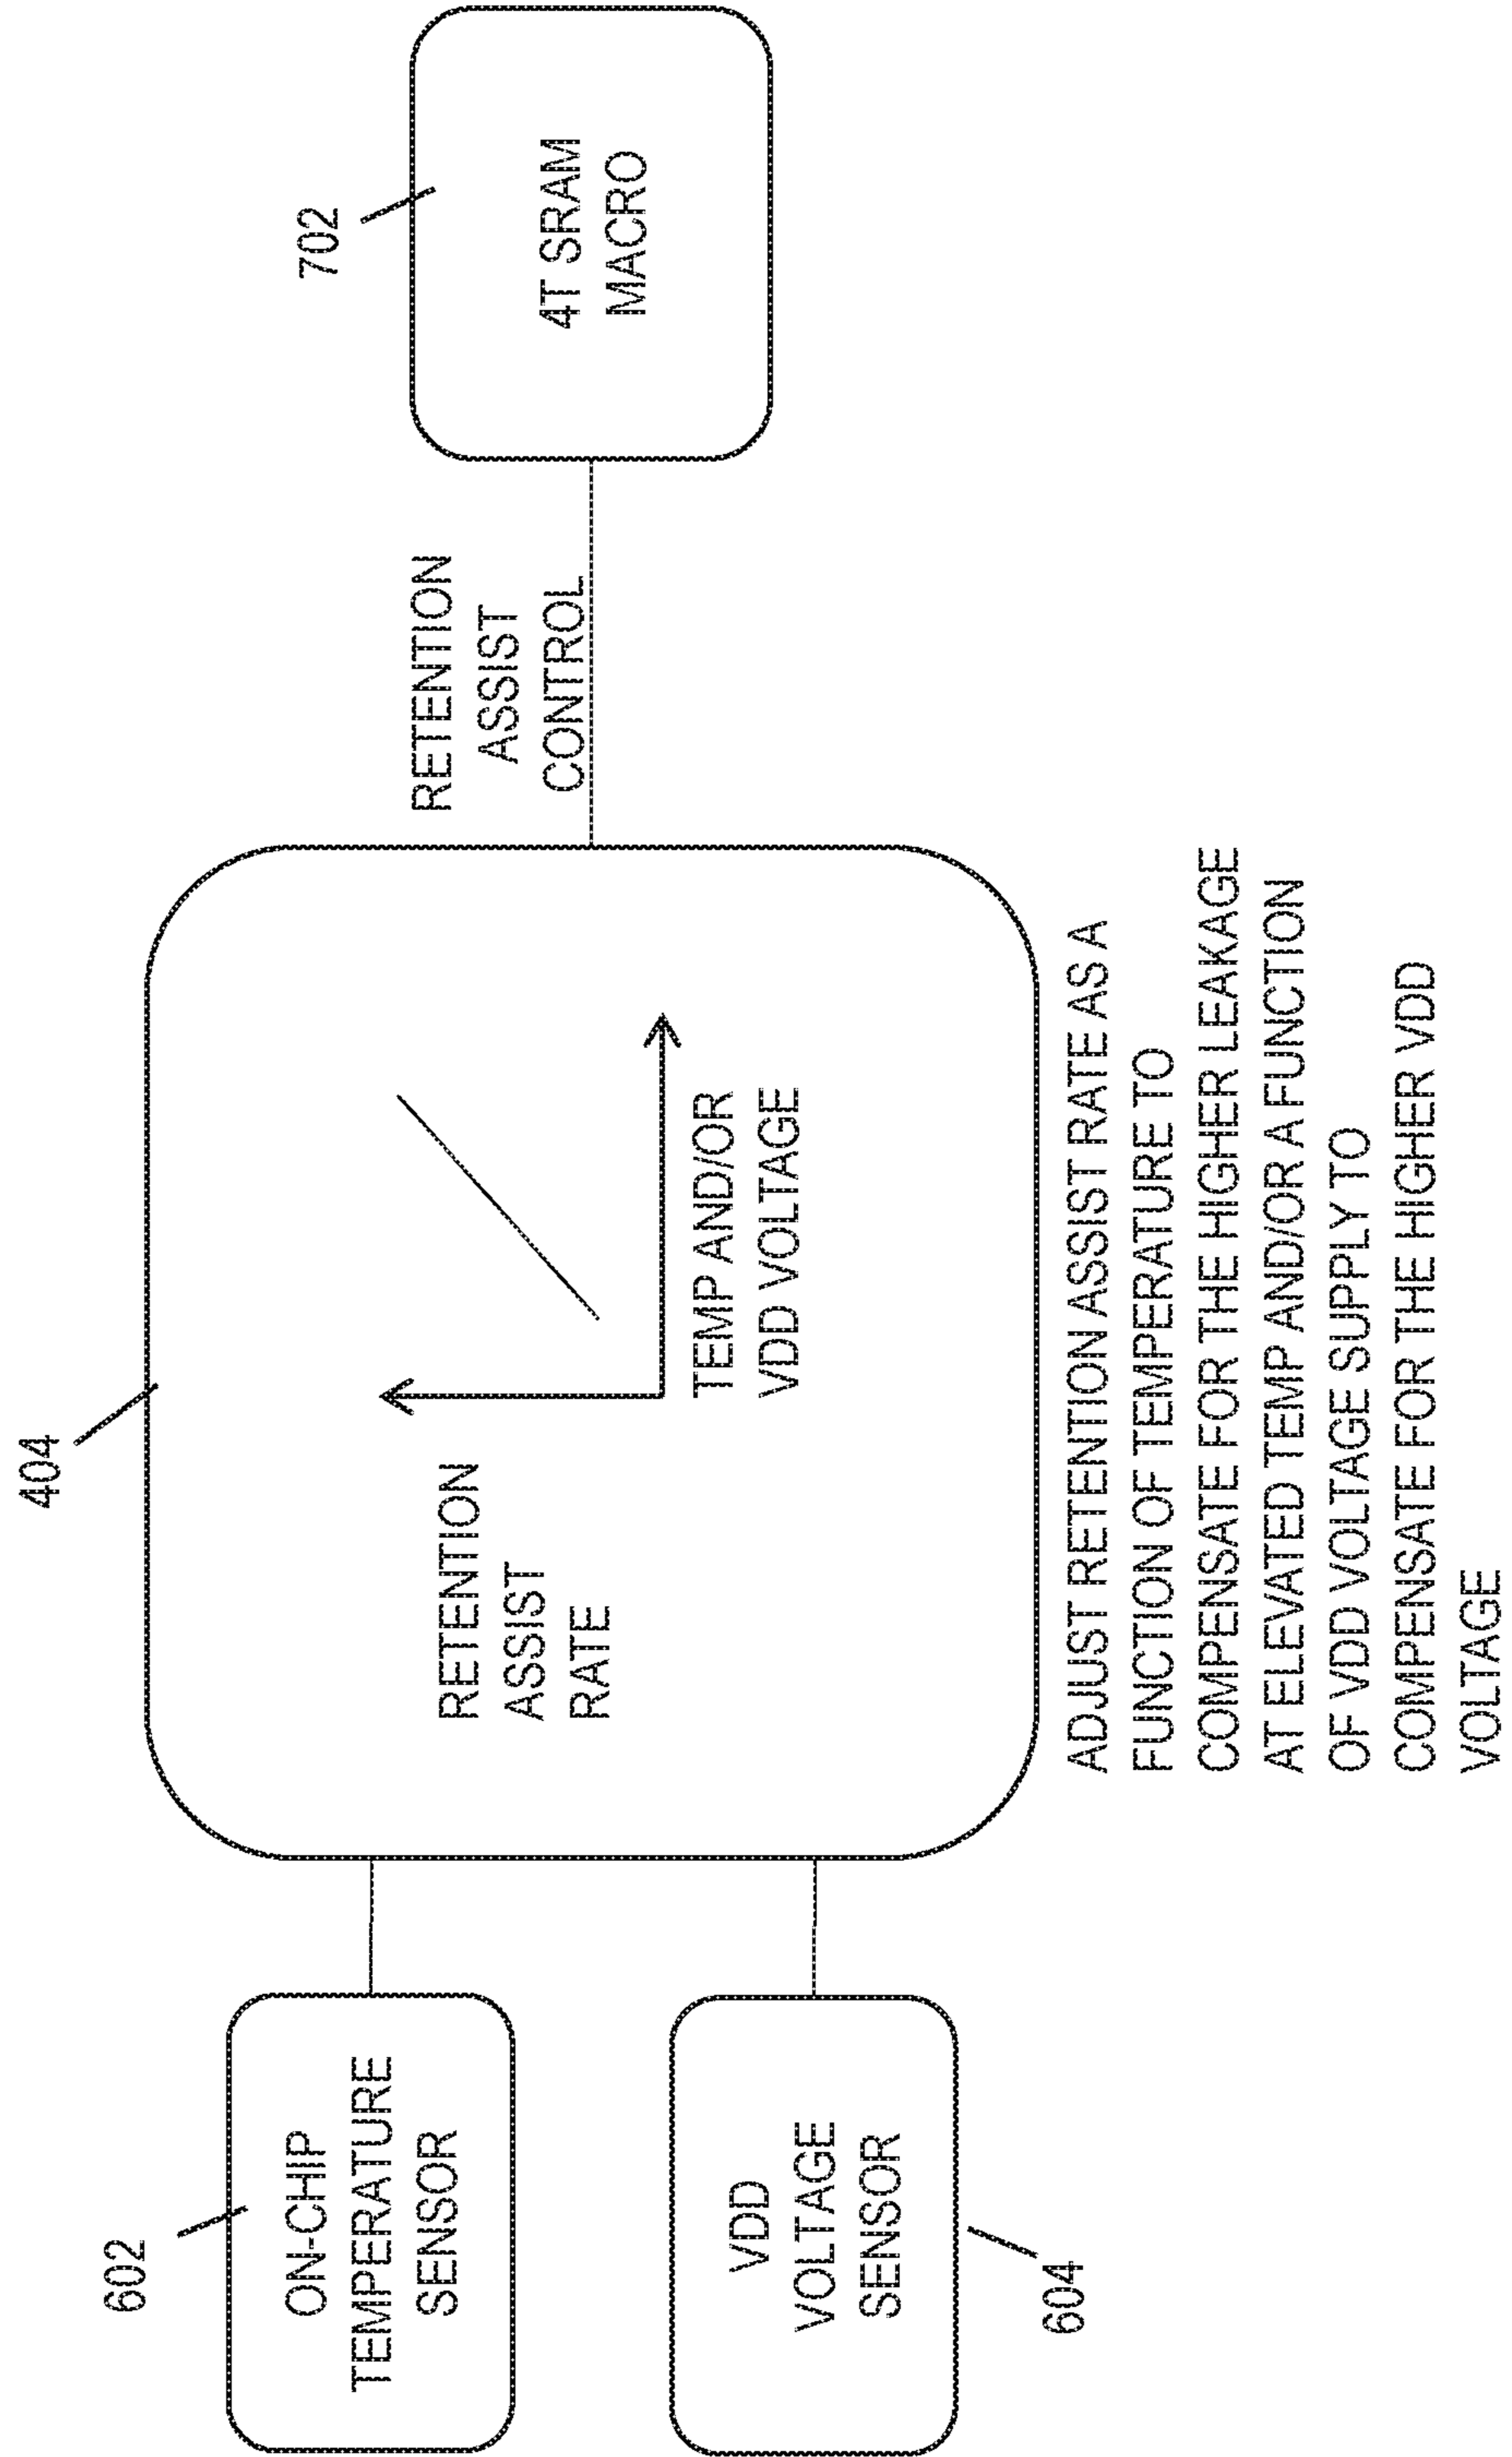 602
ON-CHIP
TEMPERATURE
SENSOR
VDD
VOLTAGE
SENSOR
604
404
RETENTION
ASSIST
RATE
TEMP AND/OR
VDD VOLTAGE
ADJUST RETENTION ASSIST RATE AS A
FUNCTION OF TEMPERATURE TO
COMPENSATE FOR THE HIGHER LEAKAGE
AT ELEVATED TEMP AND/OR A FUNCTION
OF VDD VOLTAGE SUPPLY TO
COMPENSATE FOR THE HIGHER VDD
VOLTAGE
RETENTION
ASSIST
CONTROL
702
4T SRAM
MACRO